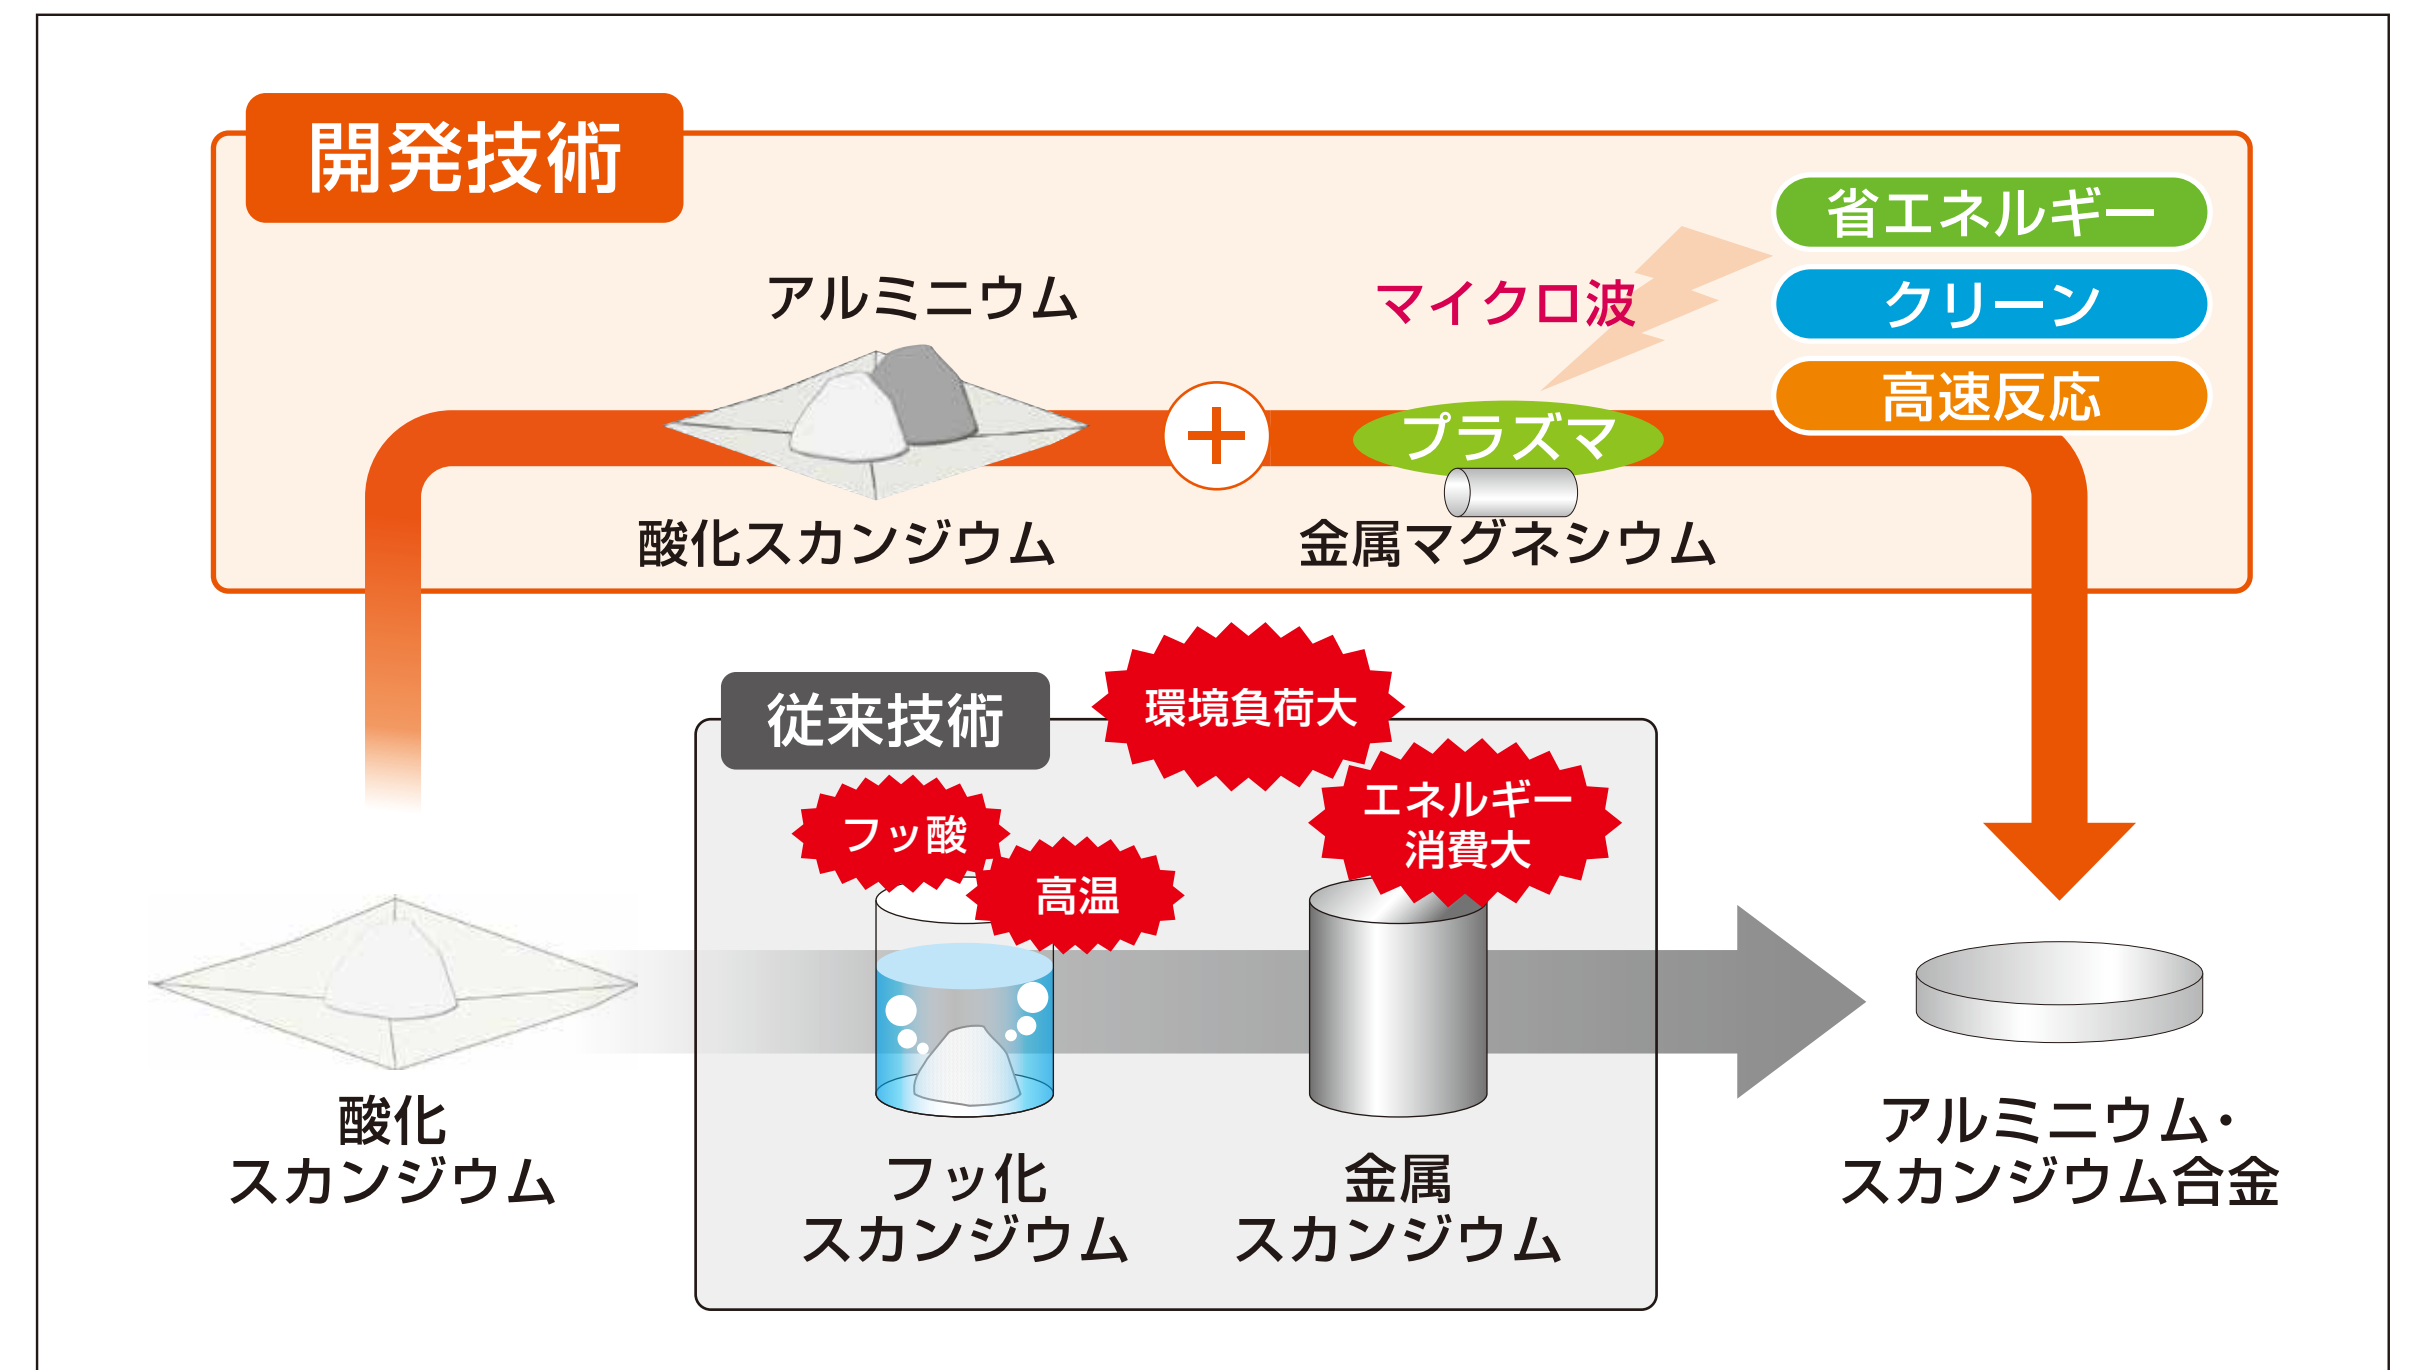 開発技術
アルミニウム
酸化スカンジウム
マイクロ波
プラズマ
金属マグネシウム
省エネルギー
クリーン
高速反応
従来技術
環境負荷大
エネルギー
消費大
フッ酸
高温
酸化
スカンジウム
フッ化
スカンジウム
金属
スカンジウム
アルミニウム・
スカンジウム合金